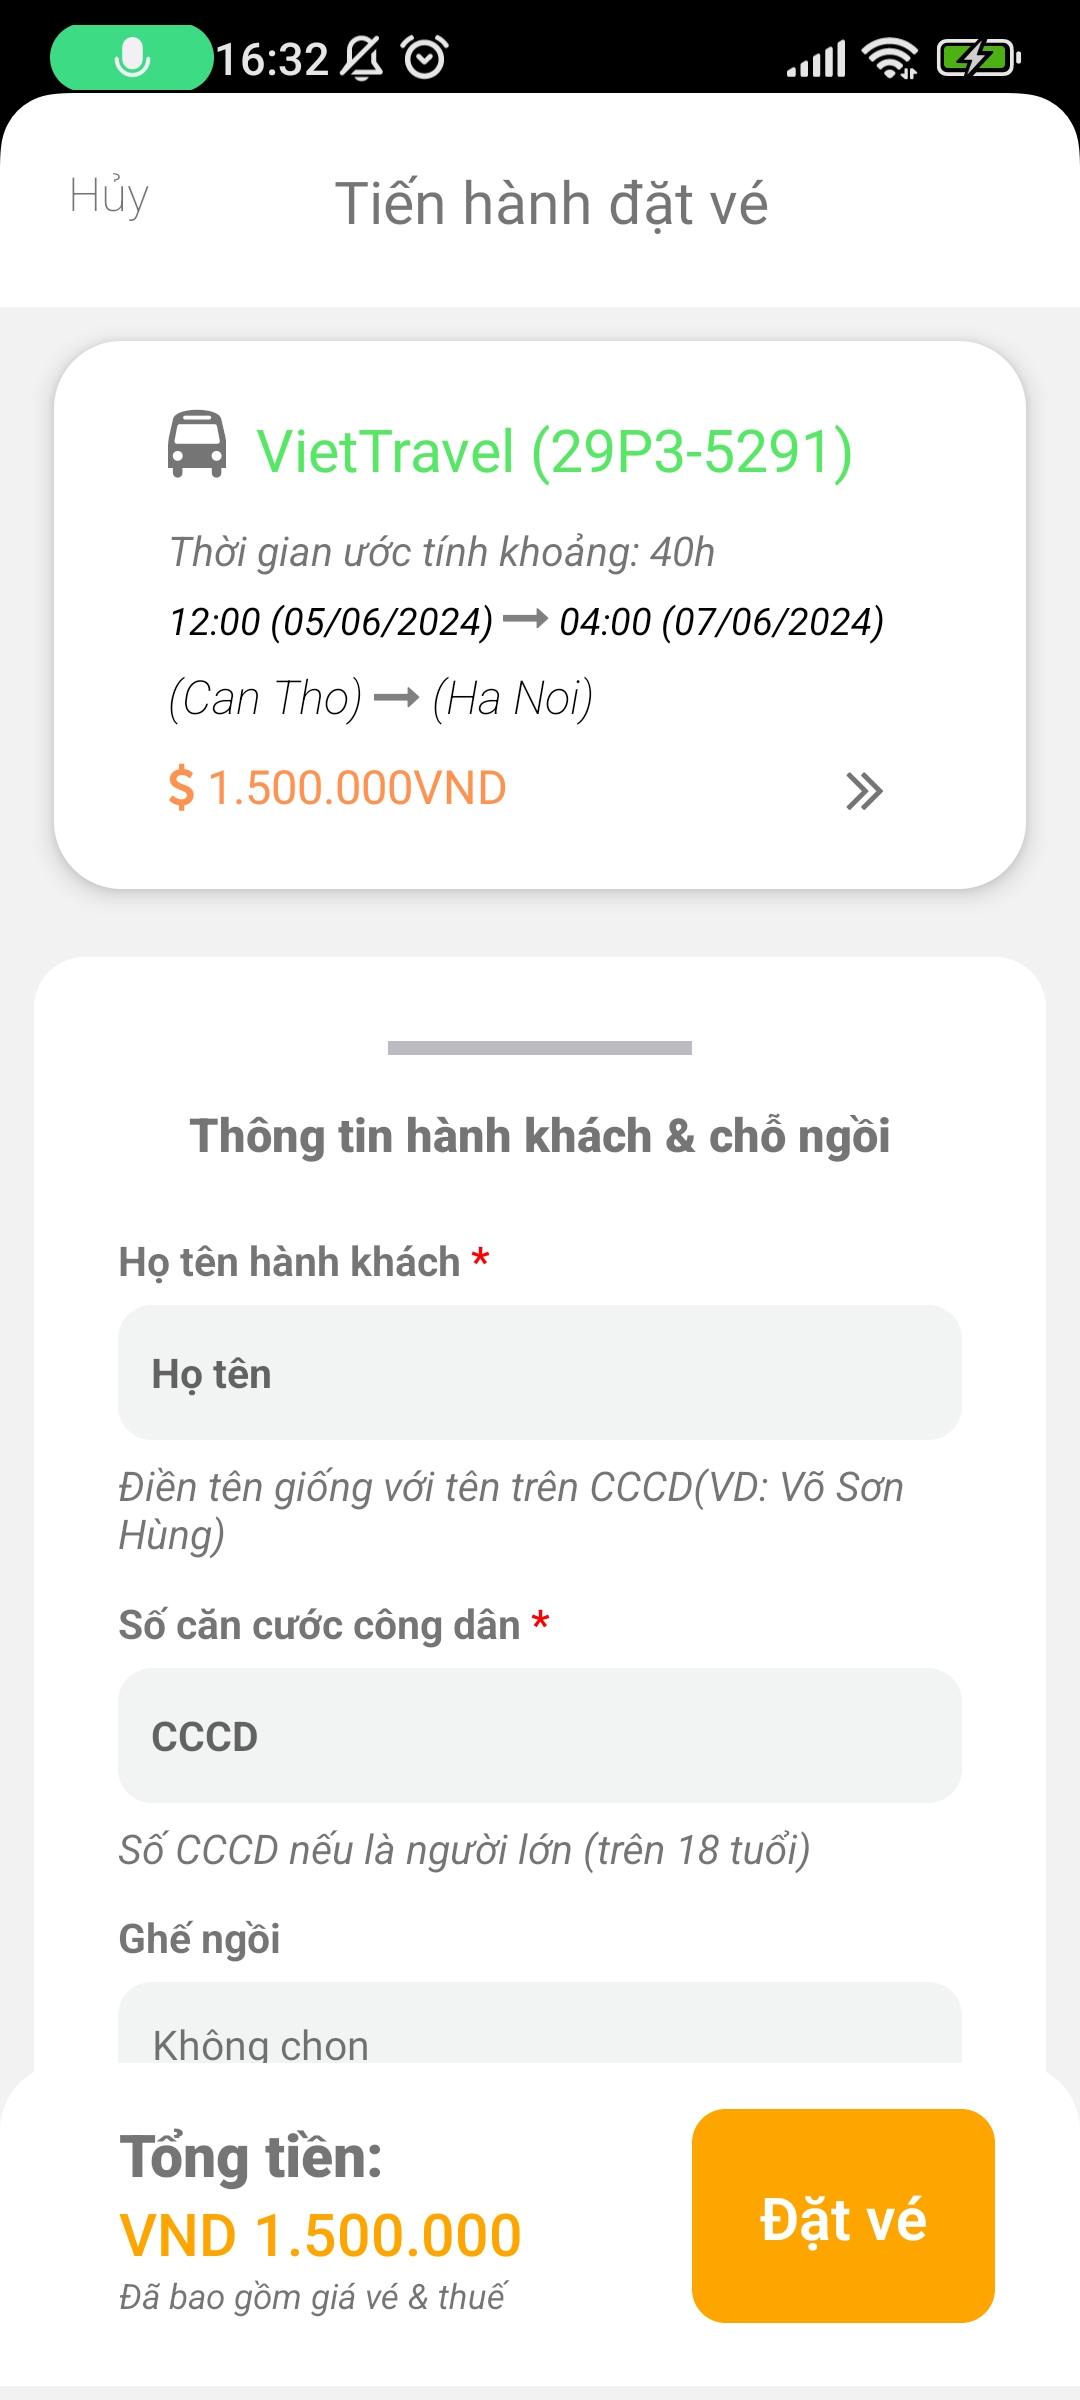 16:32
Hủy
Tiến hành đặt vé
VietTravel (29P3-5291)
Thời gian ước tính khoảng: 40h
12:00 (05/06/2024) → 04:00 (07/06/2024)
(Can Tho) → (Ha Noi)
$ 1.500.000VND
Thông tin hành khách & chỗ ngồi
Họ tên hành khách *
Họ tên
Điền tên giống với tên trên CCCD(VD: Võ Sơn
Hùng)
Số căn cước công dân *
CCCD
Số CCCD nếu là người lớn (trên 18 tuổi)
Ghế ngồi
Không chọn
Tổng tiền:
VND 1.500.000
Đã bao gồm giá vé & thuế
Đặt vé